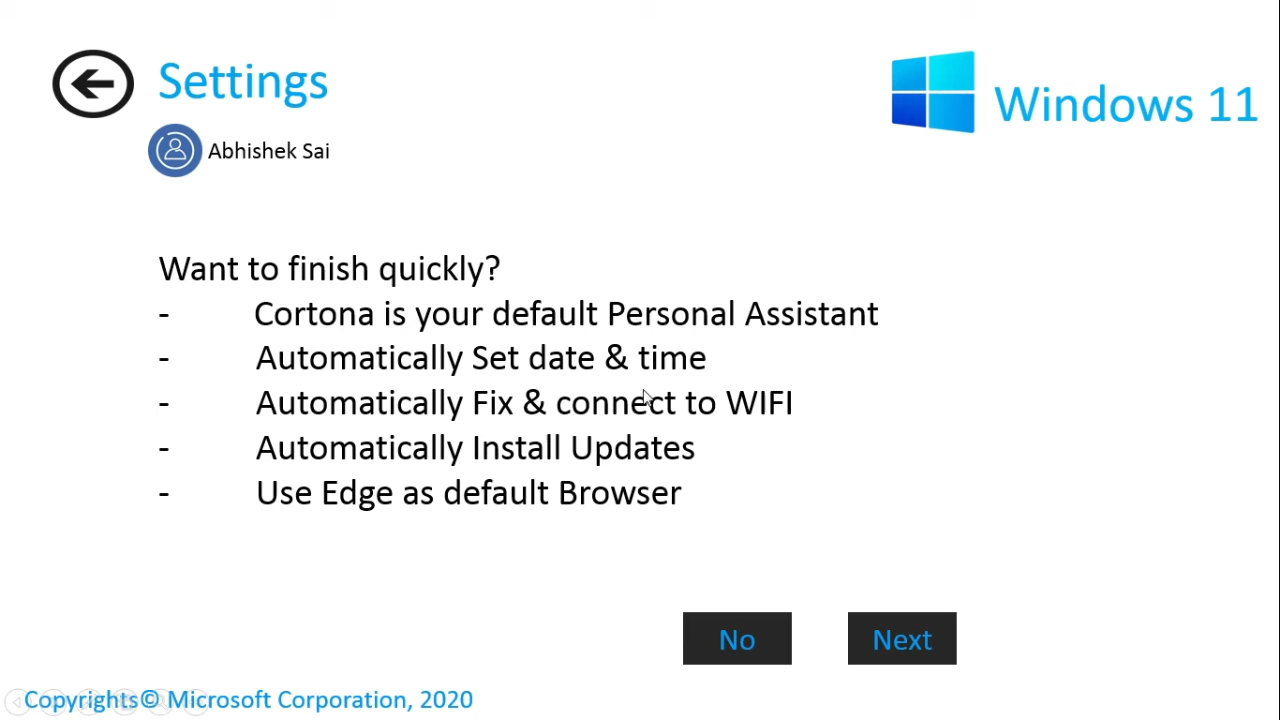 Settings
Windows 11
Abhishek Sai
Want to finish quickly?
- Cortona is your default Personal Assistant
- Automatically Set date & time
- Automatically Fix & connect to WIFI
- Automatically Install Updates
- Use Edge as default Browser
No
Next
Copyrights© Microsoft Corporation, 2020